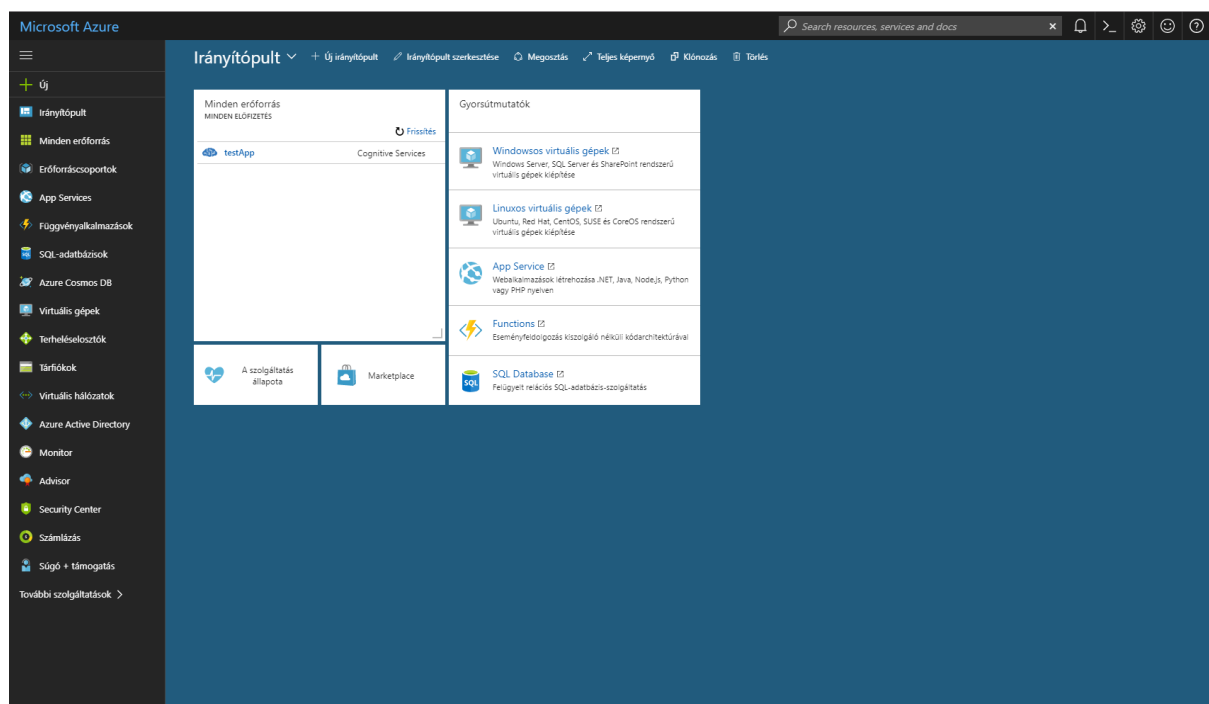 Microsoft Azure
Search resources, services and docs
Irányítópult
+ Új irányítópult
Irányítópult szerkesztése
Megosztás
Teljes képernyő
Klónozás
Törlés
Új
Irányítópult
Minden erőforrás
Erőforráscsoportok
App Services
Függvényalkalmazások
SQL-adatbázisok
Azure Cosmos DB
Virtuális gépek
Terheléselosztók
Tárfiókok
Virtuális hálózatok
Azure Active Directory
Monitor
Advisor
Security Center
Számlázás
Súgó + támogatás
További szolgáltatások
Minden erőforrás
MINDEN ELŐFIZETÉS
Frissítés
testApp Cognitive Services
A szolgáltatás
állapota
Marketplace
Gyorsútmutatók
Windowsos virtuális gépek
Windows Server, SQL Server és SharePoint rendszerű
virtuális gépek kiépítése
Linuxos virtuális gépek
Ubuntu, Red Hat, CentOS, SUSE és CoreOS rendszerű
virtuális gépek kiépítése
App Service
Webalkalmazások létrehozása .NET, Java, Node.js, Python
vagy PHP nyelven
Functions
Eseményfeldolgozás kiszolgáló nélküli kódarchitektúrával
SQL
SQL Database
Felügyelt relációs SQL-adatbázis-szolgáltatás